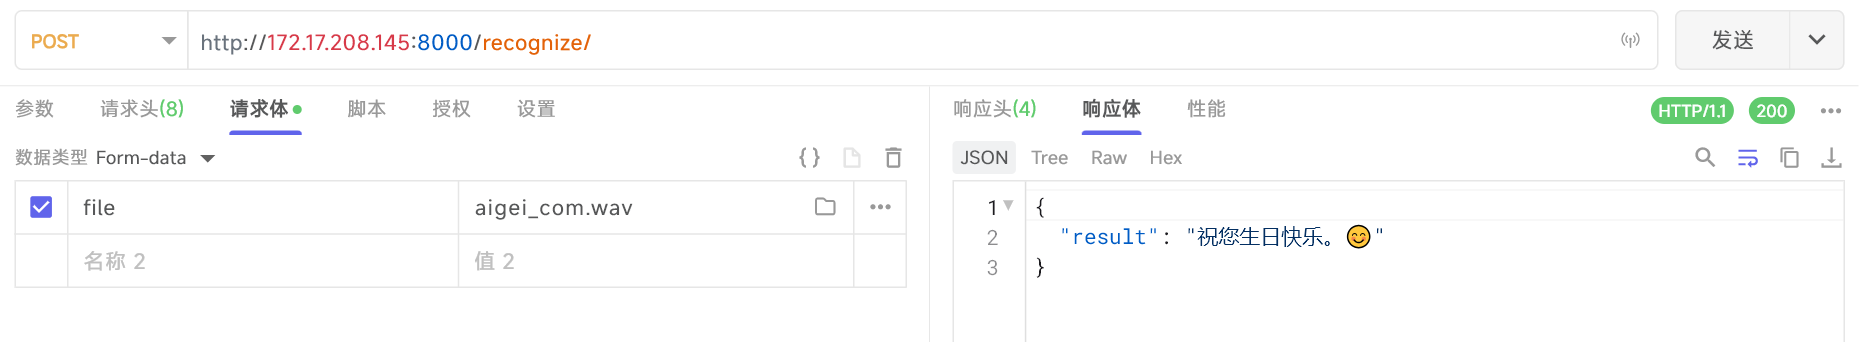 POST http://172.17.208.145:8000/recognize/ 发送
参数 请求头(8) 请求体 脚本 授权 设置
数据类型 Form-data { }
file aigei_com.wav
名称 2 值 2
响应头(4) 响应体 性能 HTTP/1.1 200
JSON Tree Raw Hex
1 {
2 "result": "祝您生日快乐。😊"
3 }